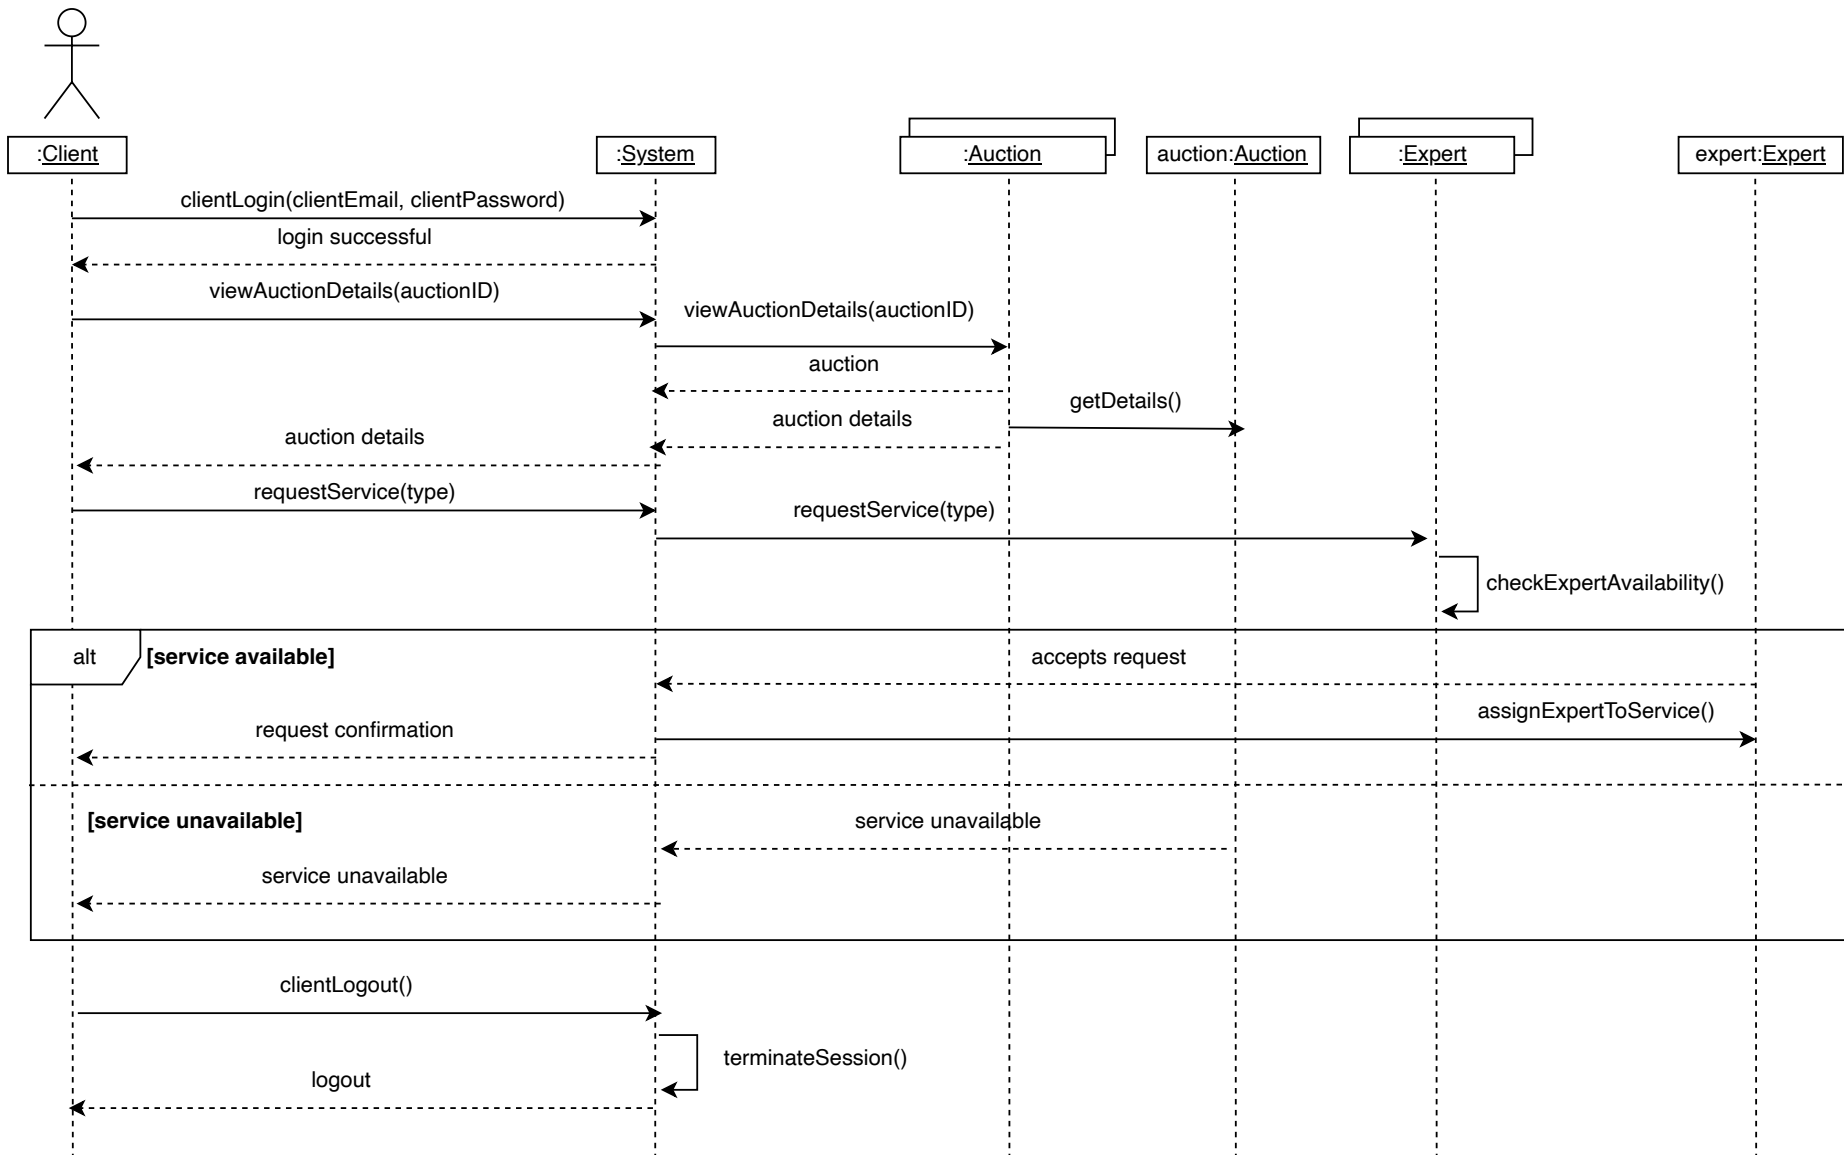 :Client
:System
:Auction
auction:Auction
:Expert
expert:Expert
clientLogin(clientEmail, clientPassword)
login successful
viewAuctionDetails(auctionID)
viewAuctionDetails(auctionID)
auction
getDetails()
auction details
auction details
requestService(type)
requestService(type)
checkExpertAvailability()
alt
[service available]
accepts request
assignExpertToService()
request confirmation
[service unavailable]
service unavailable
service unavailable
clientLogout()
terminateSession()
logout